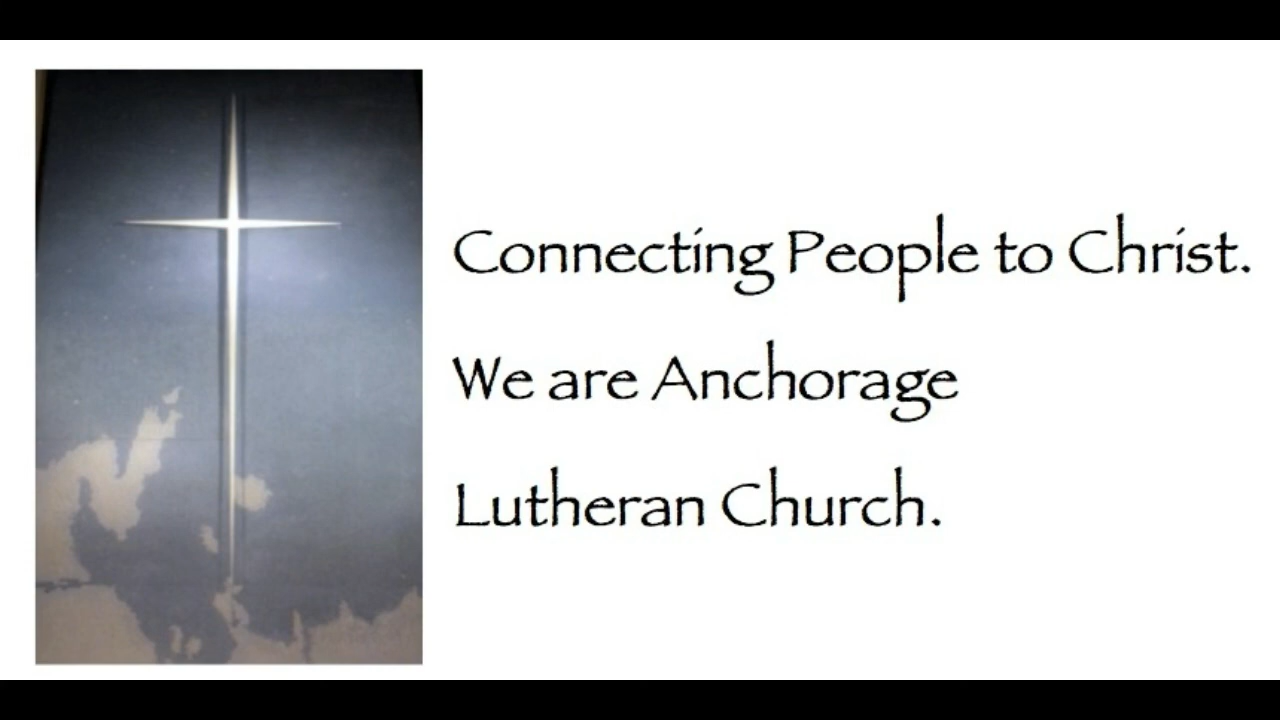 Connecting People to Christ.
We are Anchorage
Lutheran Church.